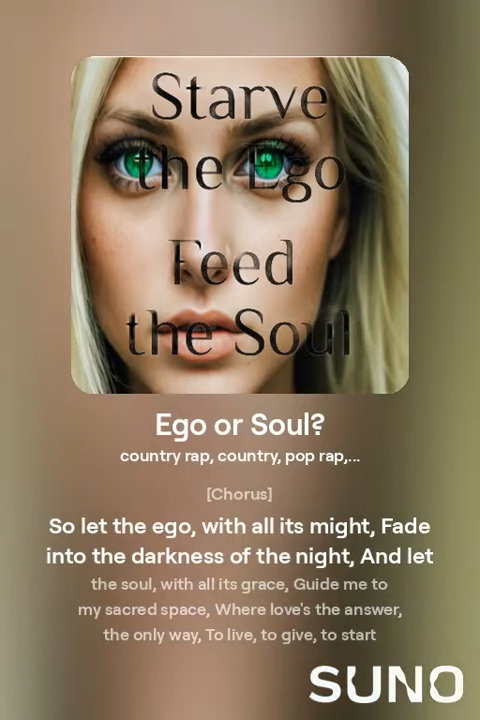 Starve
the Ego
Feed
the Soul
Ego or Soul?
country rap, country, pop rap,...
[Chorus]
So let the ego, with all its might, Fade
into the darkness of the night, And let
the soul, with all its grace, Guide me to
my sacred space, Where love's the answer,
the only way, To live, to give, to start
SUNO